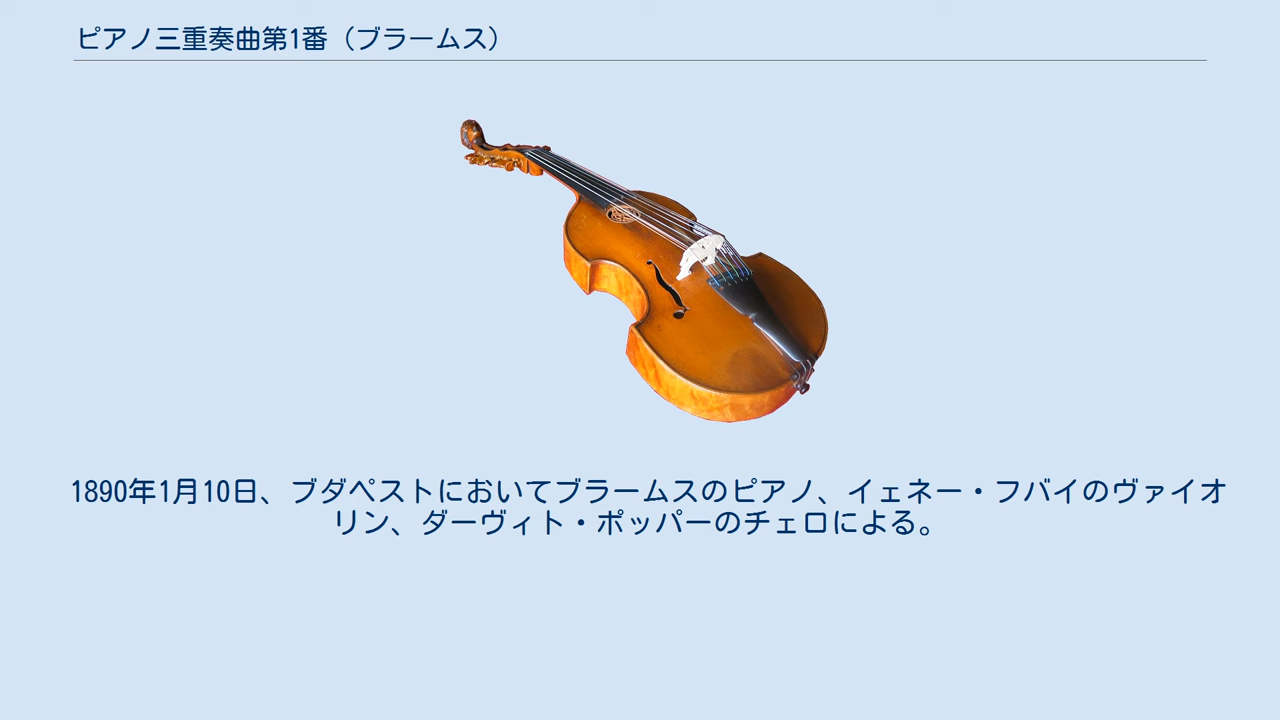 ピアノ三重奏曲第1番（ブラームス）
1890年1月10日、ブダペストにおいてブラームスのピアノ、イェネー・フバイのヴァイオ
リン、ダーヴィト・ポッパーのチェロによる。